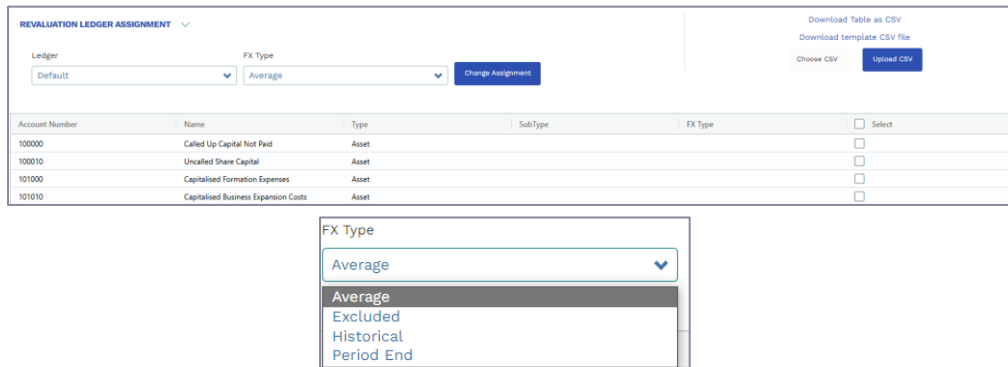 REVALUATION LEDGER ASSIGNMENT
Download Table as CSV
Download template CSV file
Ledger FX Type
Default Average Change Assignment Choose CSV Upload CSV
Account Number Name Type SubType FX Type Select
100000 Called Up Capital Not Paid Asset
100010 Uncalled Share Capital Asset
101000 Capitalised Formation Expenses Asset
101010 Capitalised Business Expansion Costs Asset
FX Type
Average
Average
Excluded
Historical
Period End